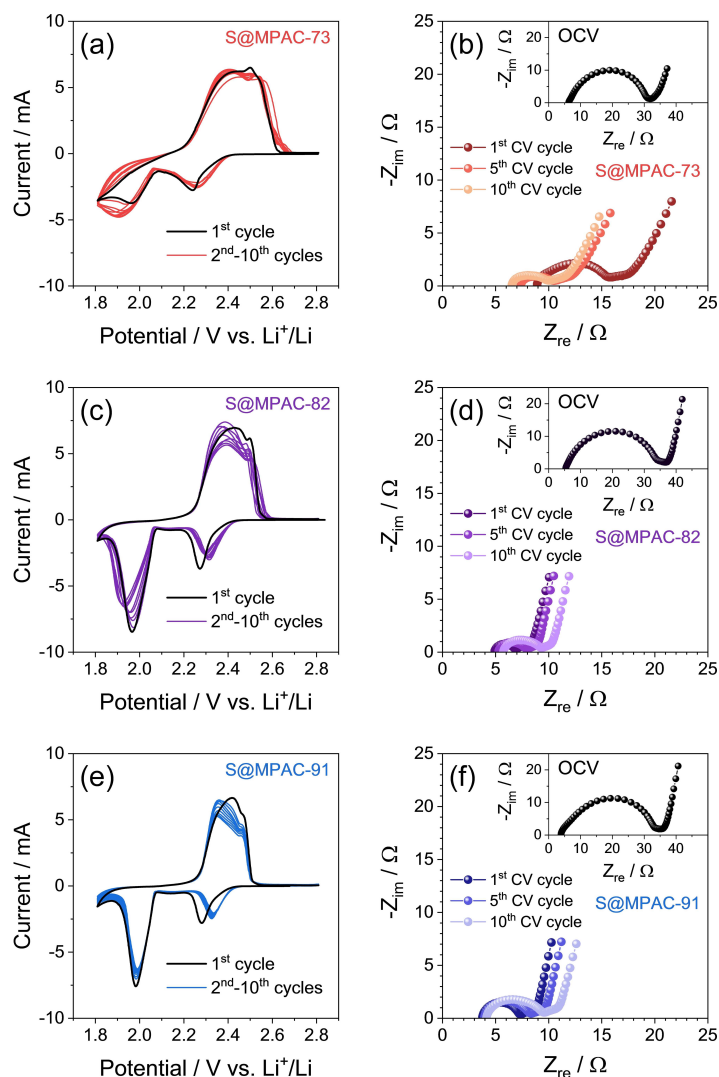 (a)
S@MPAC-73
10
5
0
-5
-10
1.8 2.0 2.2 2.4 2.6 2.8
Current / mA
Potential / V vs. Li⁺/Li
1ˢᵗ cycle
2ⁿᵈ-10ᵗʰ cycles
(b)
OCV
-Zim / Ω
20
10
0
0 10 20 30 40
Zre / Ω
1ˢᵗ CV cycle
5ᵗʰ CV cycle
10ᵗʰ CV cycle
S@MPAC-73
25
20
15
10
5
0
0 5 10 15 20 25
-Zim / Ω
Zre / Ω
(c)
S@MPAC-82
10
5
0
-5
-10
1.8 2.0 2.2 2.4 2.6 2.8
Current / mA
Potential / V vs. Li⁺/Li
1ˢᵗ cycle
2ⁿᵈ-10ᵗʰ cycles
(d)
OCV
-Zim / Ω
20
10
0
0 10 20 30 40
Zre / Ω
1ˢᵗ CV cycle
5ᵗʰ CV cycle
10ᵗʰ CV cycle
S@MPAC-82
25
20
15
10
5
0
0 5 10 15 20 25
-Zim / Ω
Zre / Ω
(e)
S@MPAC-91
10
5
0
-5
-10
1.8 2.0 2.2 2.4 2.6 2.8
Current / mA
Potential / V vs. Li⁺/Li
1ˢᵗ cycle
2ⁿᵈ-10ᵗʰ cycles
(f)
OCV
-Zim / Ω
20
10
0
0 10 20 30 40
Zre / Ω
1ˢᵗ CV cycle
5ᵗʰ CV cycle
10ᵗʰ CV cycle
S@MPAC-91
25
20
15
10
5
0
0 5 10 15 20 25
-Zim / Ω
Zre / Ω